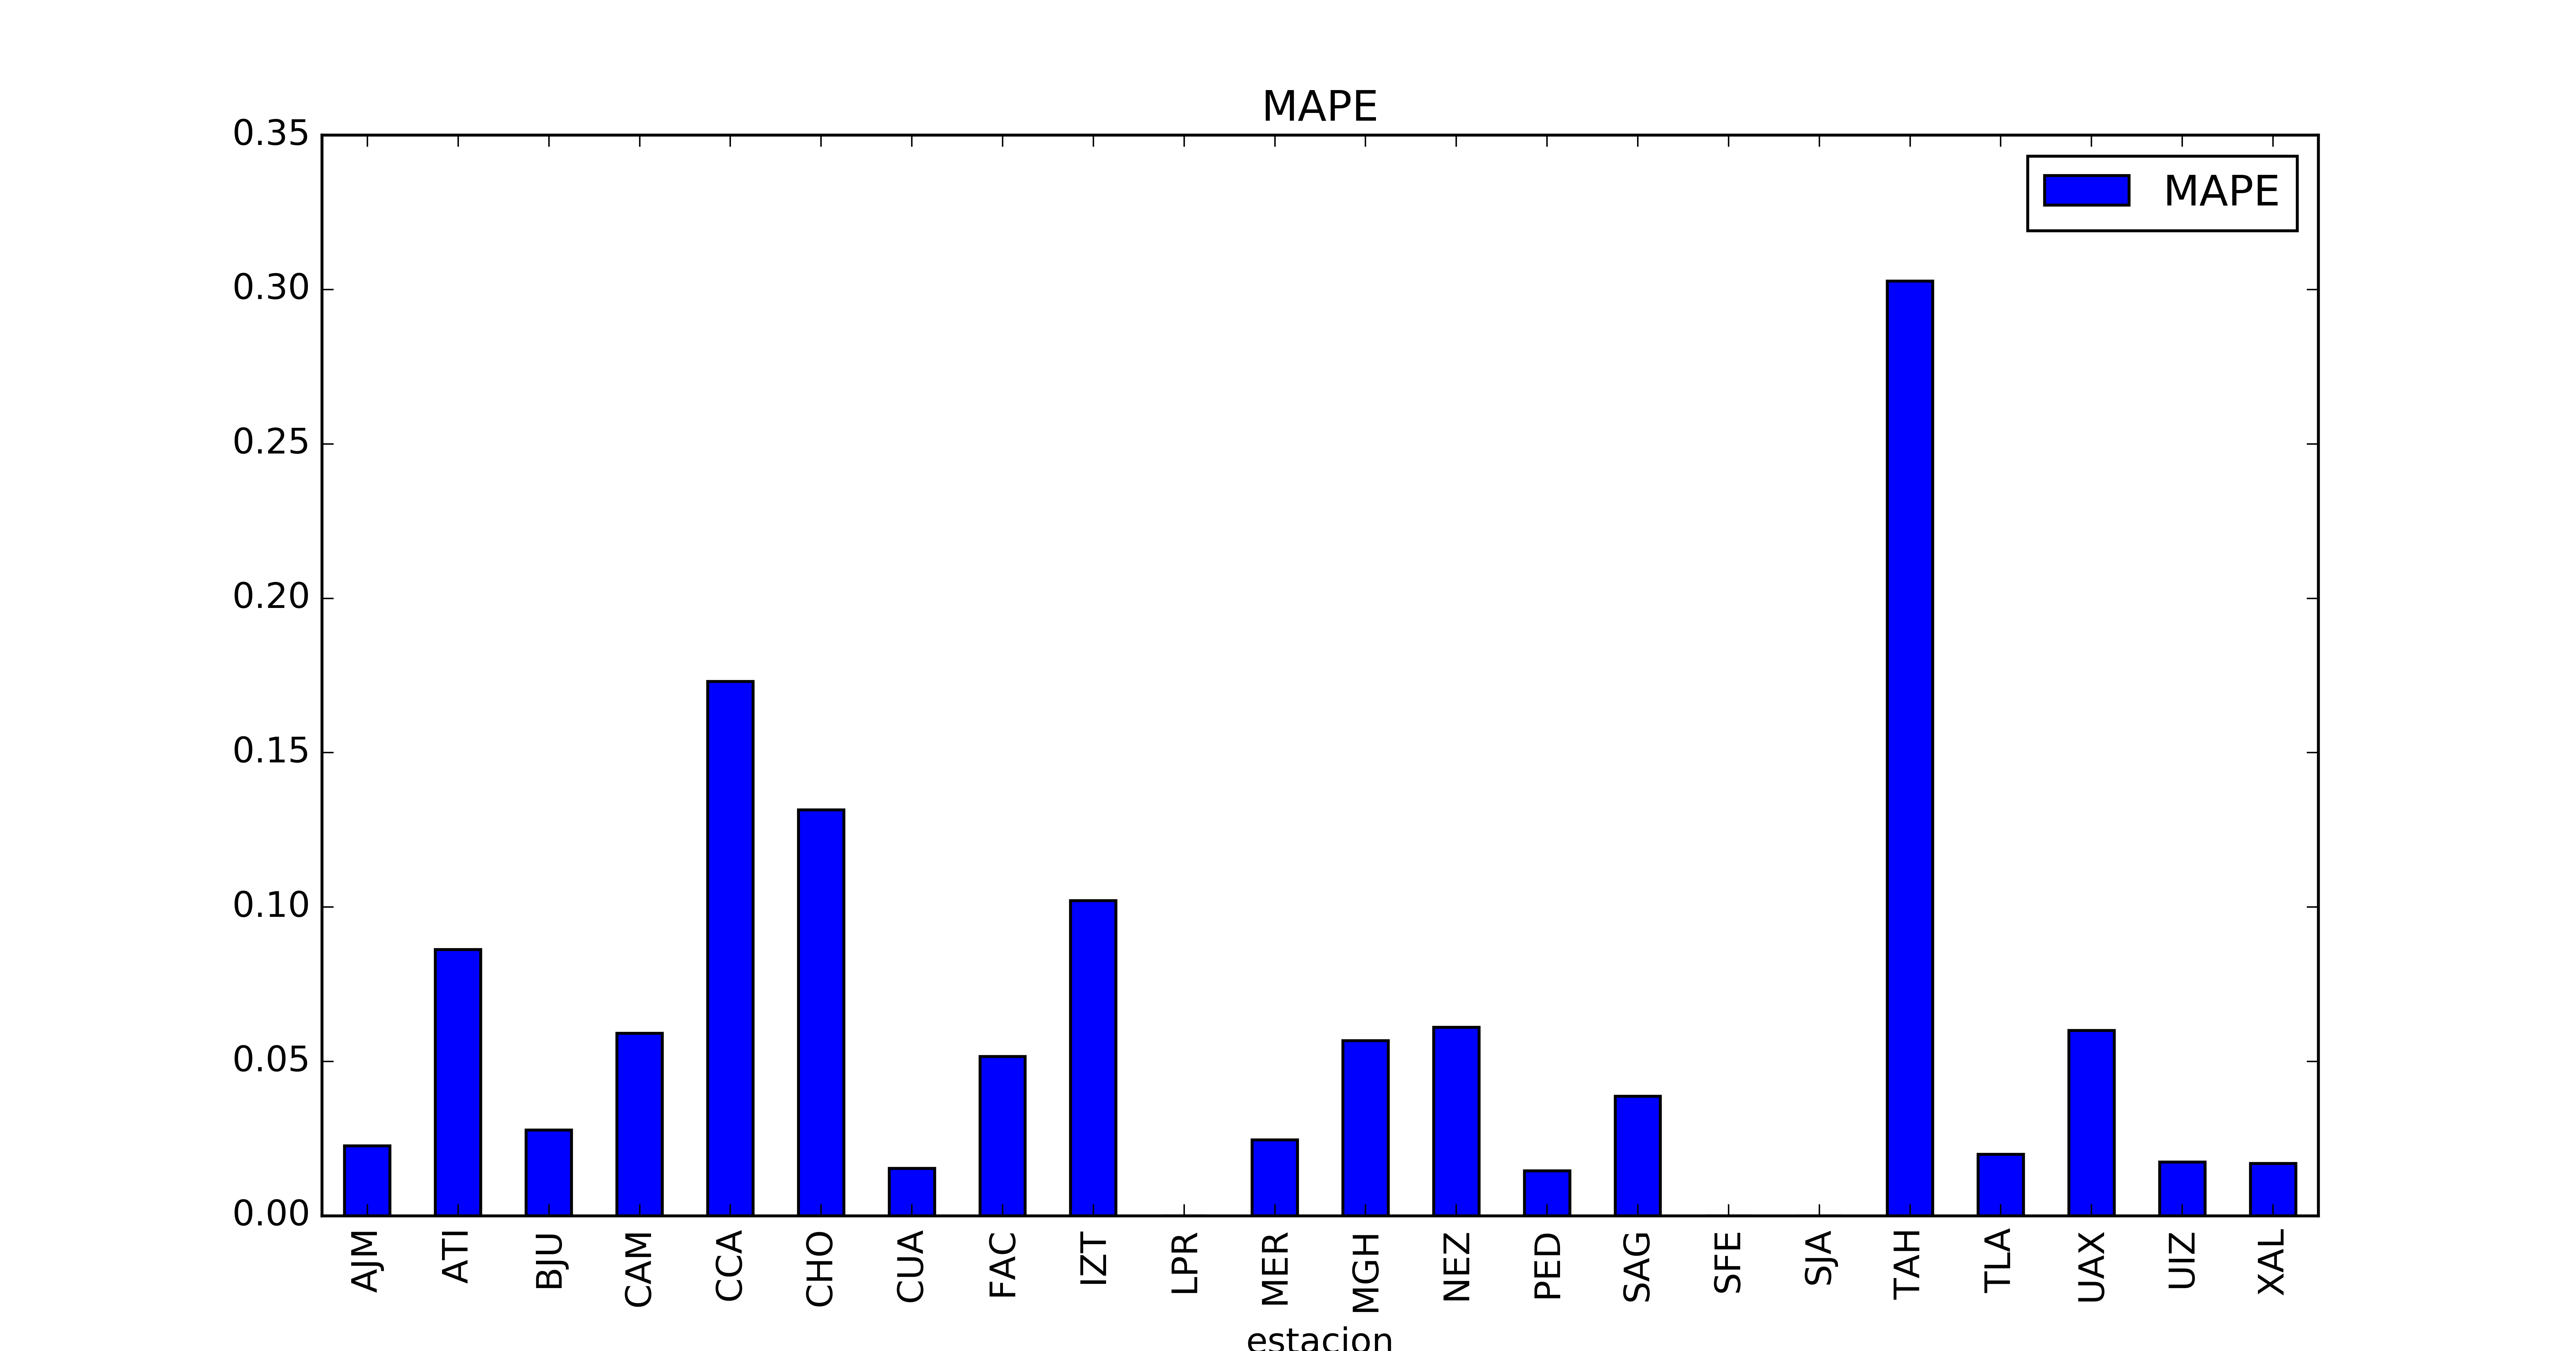 MAPE
0.35
MAPE
0.30
0.25
0.20
0.15
0.10
0.05
0.00
AJM ATI BJU CAM CCA CHO CUA FAC IZT LPR MER MGH NEZ PED SAG SFE SJA TAH TLA UAX UIZ XAL
estacion